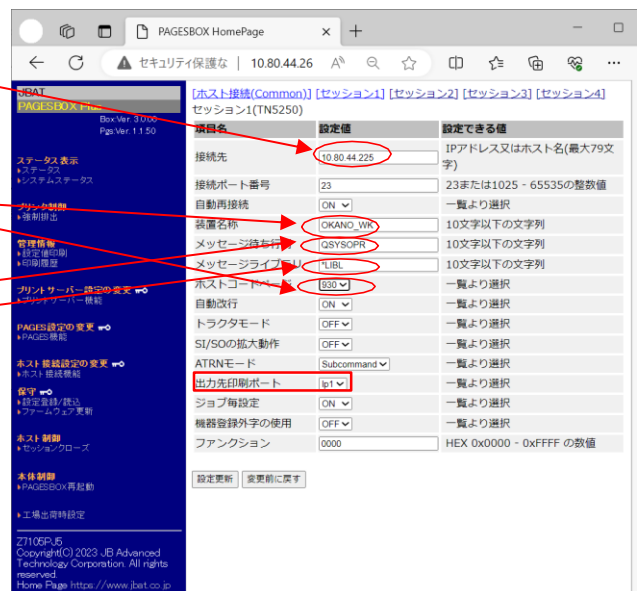 PAGESBOX HomePage
セキュリティ保護な
10.80.44.26
JBAT
PAGESBOX Plus
Box:Ver. 3.0.00
Pgs:Ver. 1.1.50
ステータス表示
ステータス
システムステータス
プリンタ制御
強制排出
管理情報
設定値印刷
印刷履歴
プリントサーバー設定の変更
プリントサーバー機能
PAGES設定の変更
PAGES機能
ホスト接続設定の変更
ホスト接続機能
保守
設定登録/読込
ファームウェア更新
ホスト制御
セッションクローズ
本体制御
PAGESBOX再起動
工場出荷時設定
Z7105PJ5
Copyright(C) 2023 JB Advanced
Technology Corporation. All rights
reserved.
Home Page https://www.jbat.co.jp
[ホスト接続(Common)] [セッション1] [セッション2] [セッション3] [セッション4]
セッション1(TN5250)
項目名 設定値 設定できる値
接続先 10.80.44.225 IPアドレス又はホスト名(最大79文
字)
接続ポート番号 23 23または1025 - 65535の整数値
自動再接続 ON 一覧より選択
装置名称 OKANO_WK 10文字以下の文字列
メッセージ待ち行 QSYSOPR 10文字以下の文字列
メッセージライブラリ *LIBL 10文字以下の文字列
ホストコードページ 930 一覧より選択
自動改行 ON 一覧より選択
トラクタモード OFF 一覧より選択
SI/SOの拡大動作 OFF 一覧より選択
ATRNモード Subcommand 一覧より選択
出力先印刷ポート lp1 一覧より選択
ジョブ毎設定 ON 一覧より選択
機器登録外字の使用 OFF 一覧より選択
ファンクション 0000 HEX 0x0000 - 0xFFFF の数値
設定更新 変更前に戻す